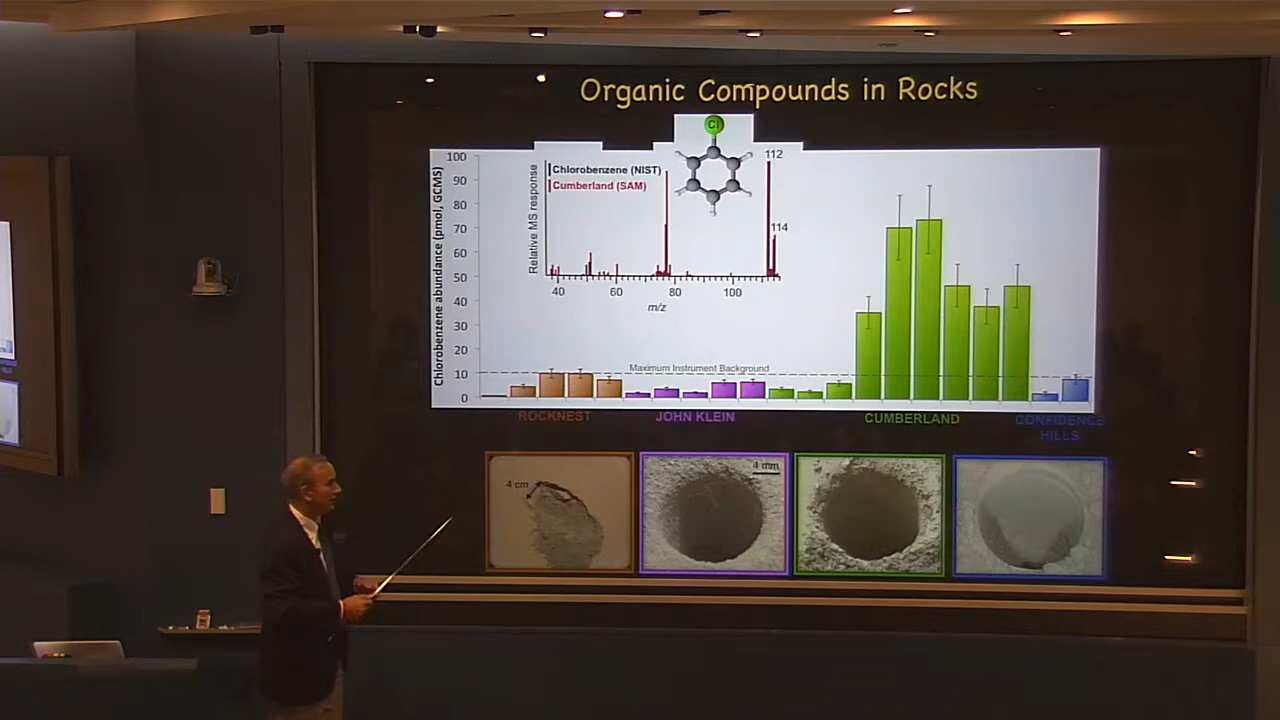 Organic Compounds in Rocks
Chlorobenzene abundance (pmol, GCMS)
100
90
80
70
60
50
40
30
20
10
0
Relative MS response
Chlorobenzene (NIST)
Cumberland (SAM)
Cl
112
114
40
60
80
100
m/z
Maximum Instrument Background
ROCKNEST
JOHN KLEIN
CUMBERLAND
CONFIDENCE
HILLS
4 cm
4 mm